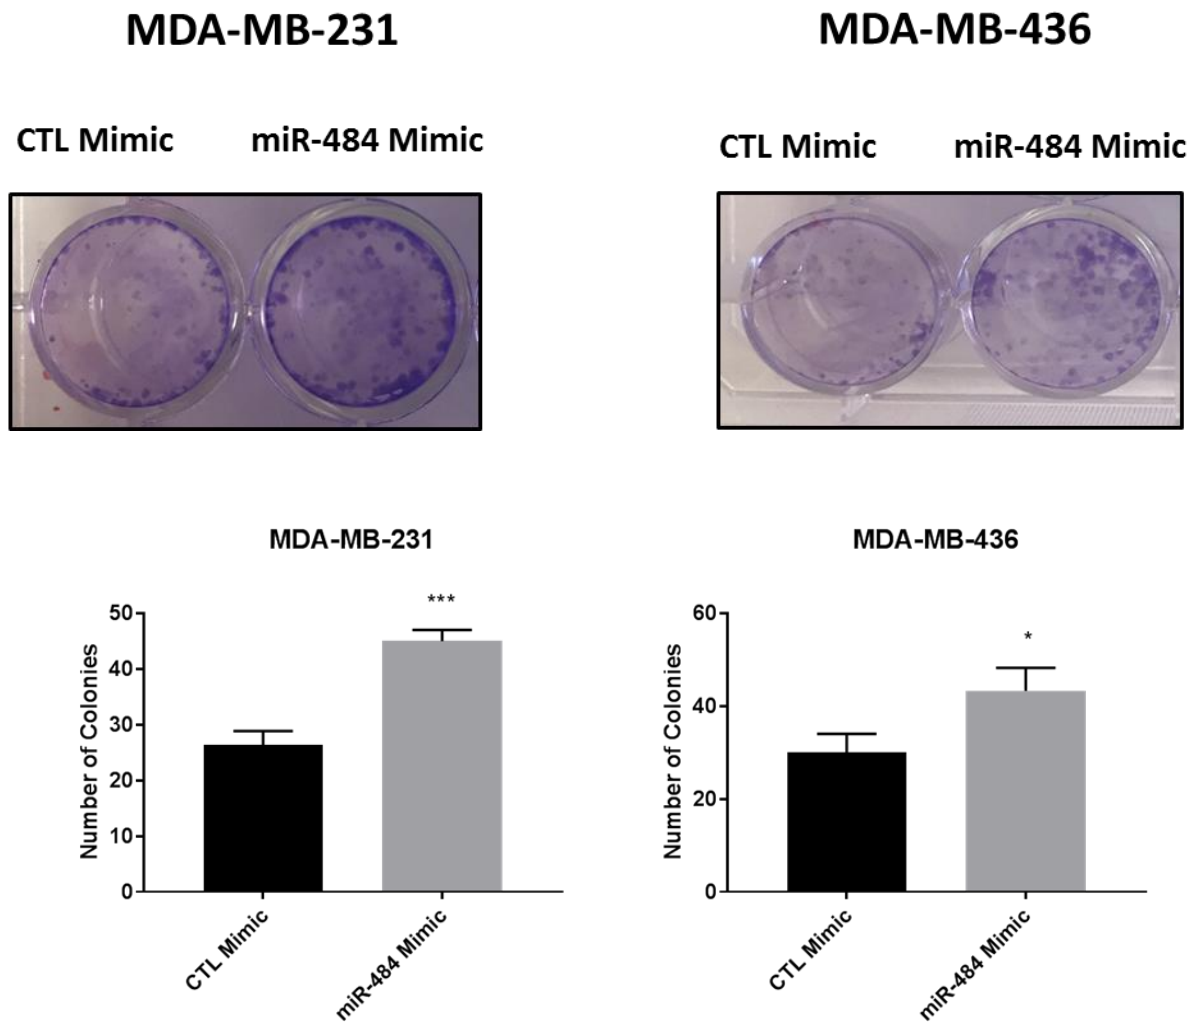 MDA-MB-231
MDA-MB-436
CTL Mimic
miR-484 Mimic
CTL Mimic
miR-484 Mimic
MDA-MB-231
Number of Colonies
50
40
30
20
10
0
***
CTL Mimic
miR-484 Mimic
MDA-MB-436
Number of Colonies
60
40
20
0
*
CTL Mimic
miR-484 Mimic